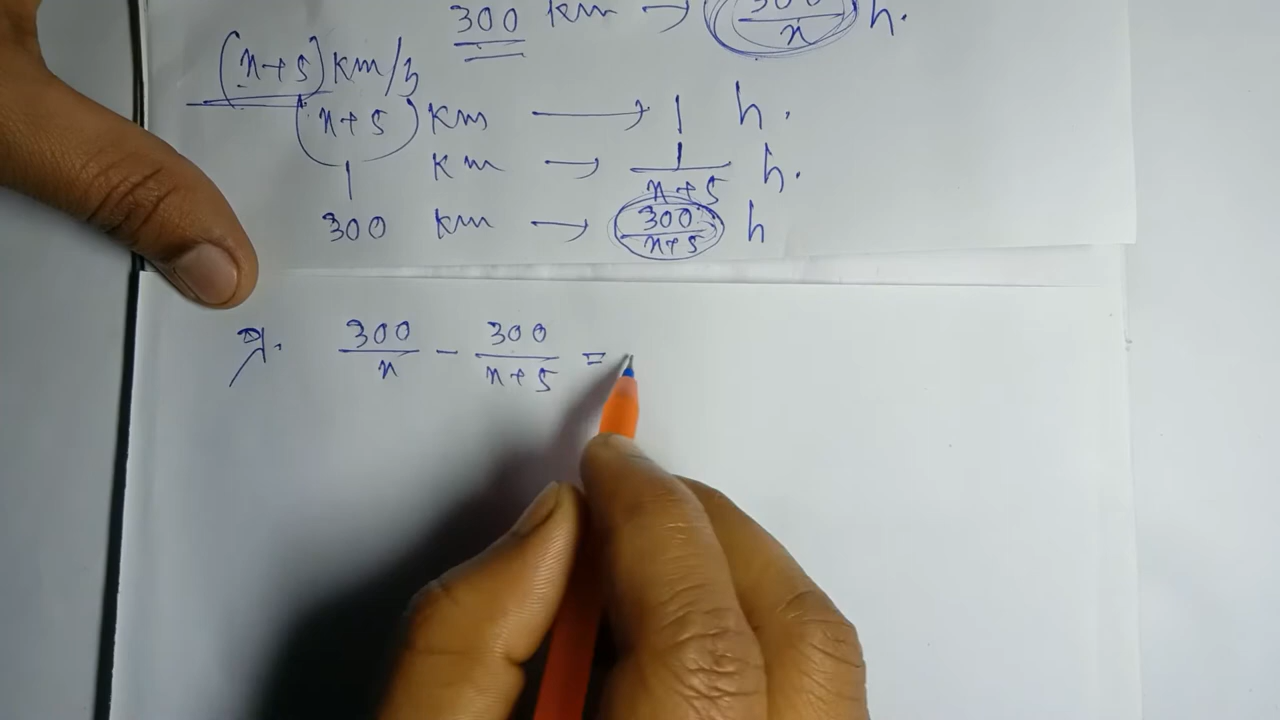 300 km → 300/x h.
(x+5) km/h
(x+5) km → 1 h.
1 km → 1/x+5 h.
300 km → 300/x+5 h
300/x - 300/x+5 =